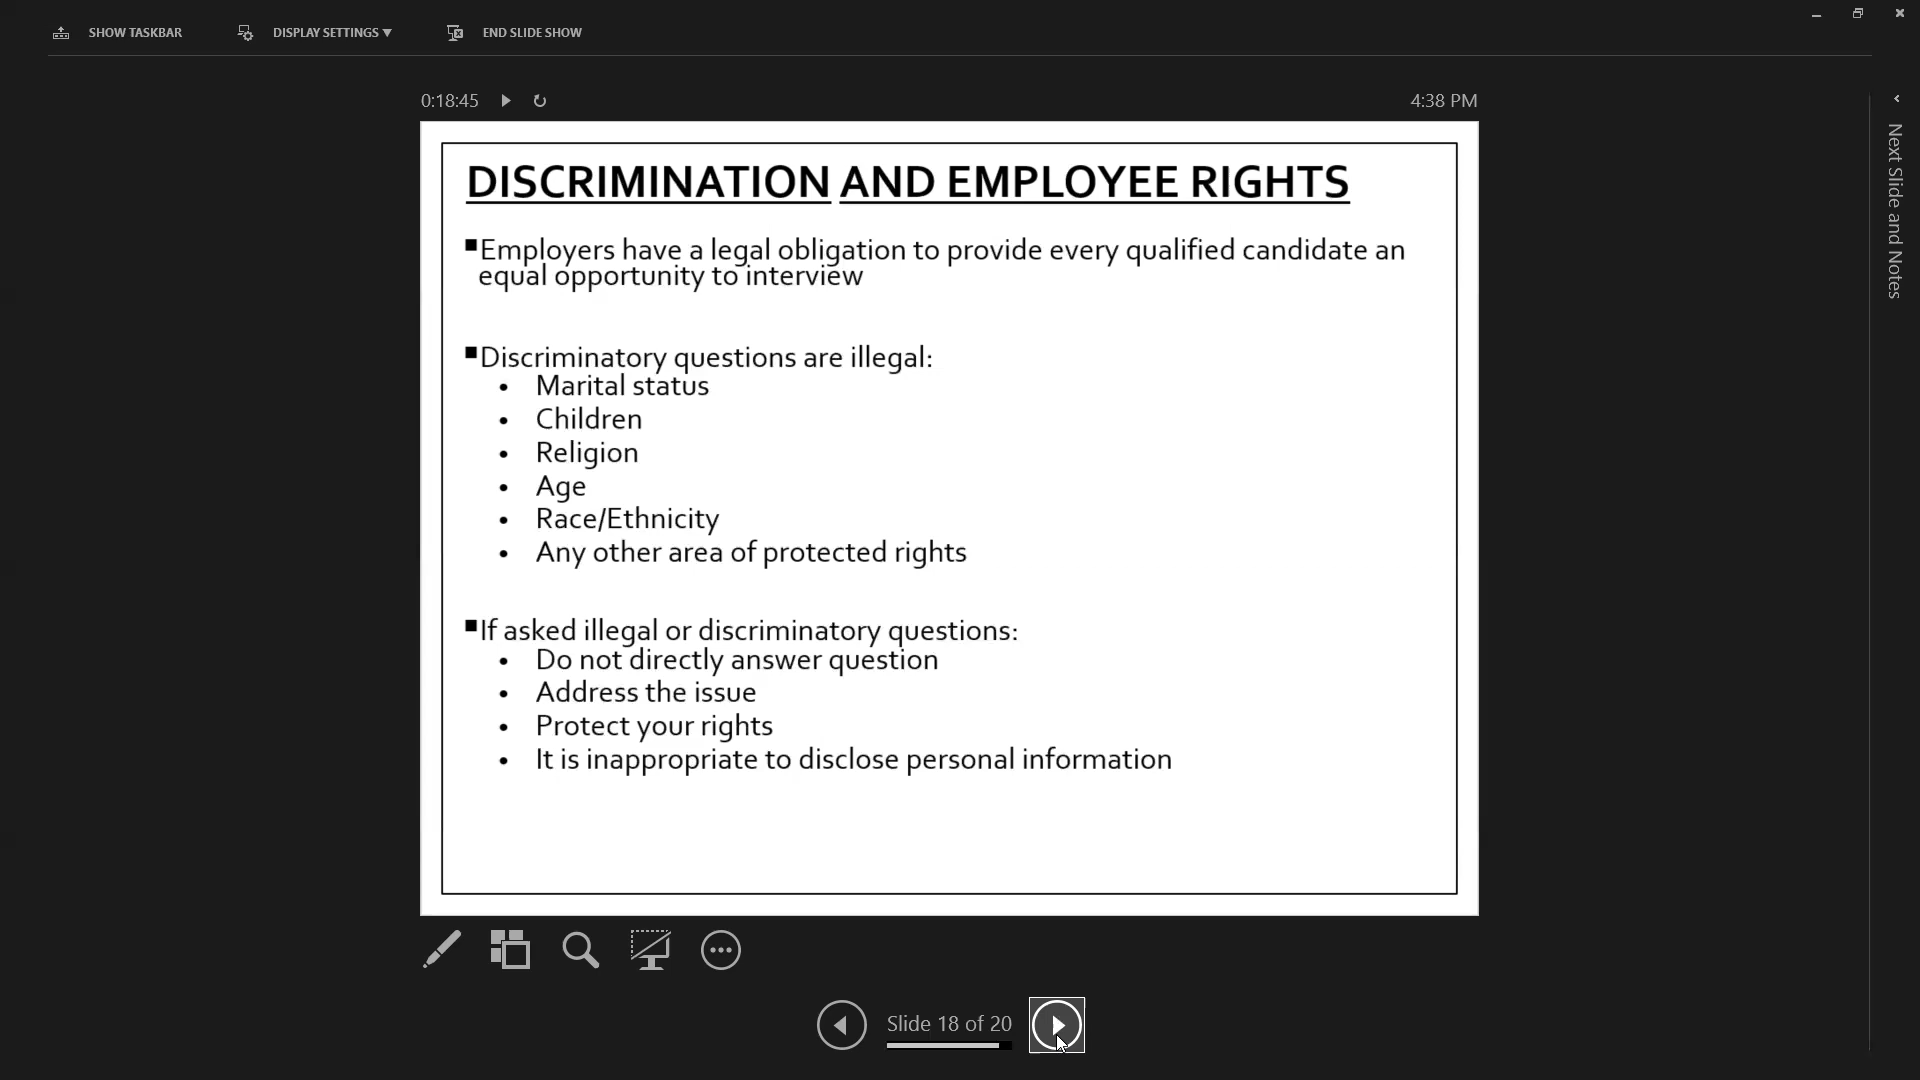 SHOW TASKBAR
DISPLAY SETTINGS ▼
END SLIDE SHOW
0:18:45
4:38 PM
DISCRIMINATION AND EMPLOYEE RIGHTS
▪Employers have a legal obligation to provide every qualified candidate an
equal opportunity to interview
▪Discriminatory questions are illegal:
• Marital status
• Children
• Religion
• Age
• Race/Ethnicity
• Any other area of protected rights
▪If asked illegal or discriminatory questions:
• Do not directly answer question
• Address the issue
• Protect your rights
• It is inappropriate to disclose personal information
Slide 18 of 20
Next Slide and Notes